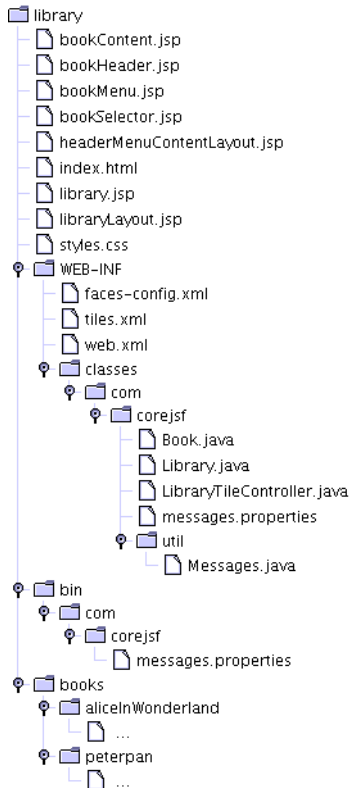 library
bookContent.jsp
bookHeader.jsp
bookMenu.jsp
bookSelector.jsp
headerMenuContentLayout.jsp
index.html
library.jsp
libraryLayout.jsp
styles.css
WEB-INF
faces-config.xml
tiles.xml
web.xml
classes
com
corejsf
Book.java
Library.java
LibraryTileController.java
messages.properties
util
Messages.java
bin
com
corejsf
messages.properties
books
aliceInWonderland
...
peterpan
...